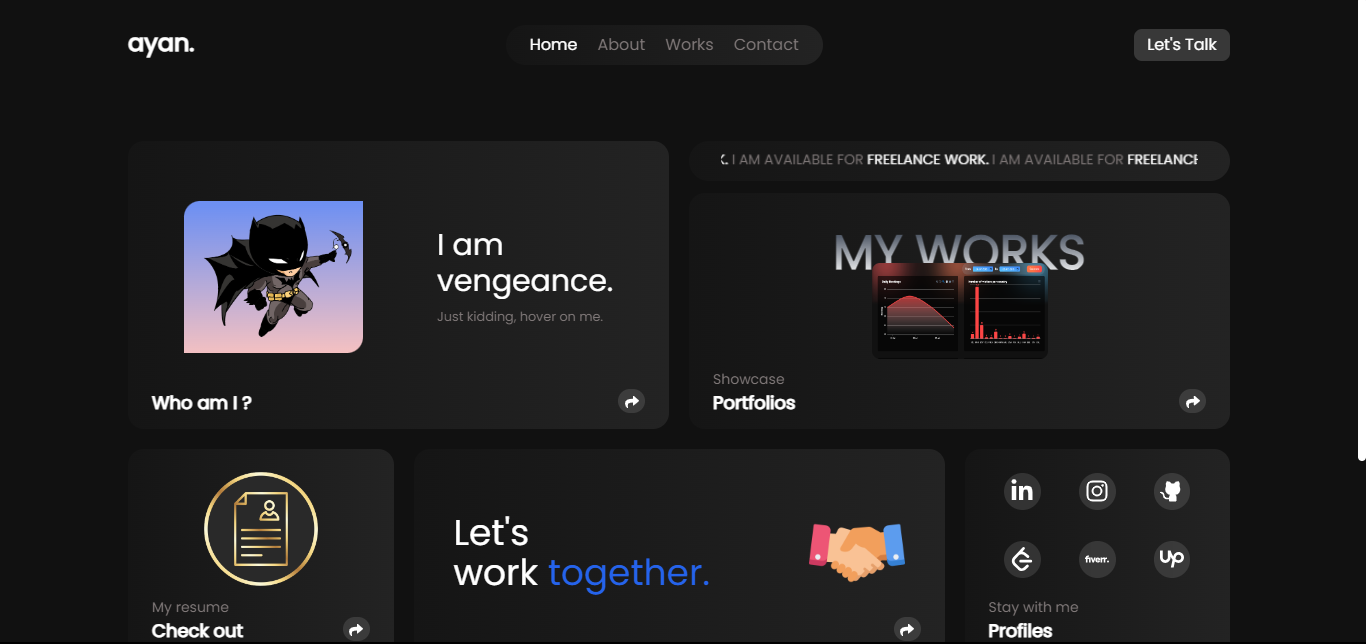 ayan.
Home About Works Contact
Let's Talk
I AM AVAILABLE FOR FREELANCE WORK. I AM AVAILABLE FOR FREELANCE
I am
vengeance.
Just kidding, hover on me.
Who am I ?
MY WORKS
Showcase
Portfolios
My resume
Check out
Let's
work together.
in
fiverr.
Up
Stay with me
Profiles